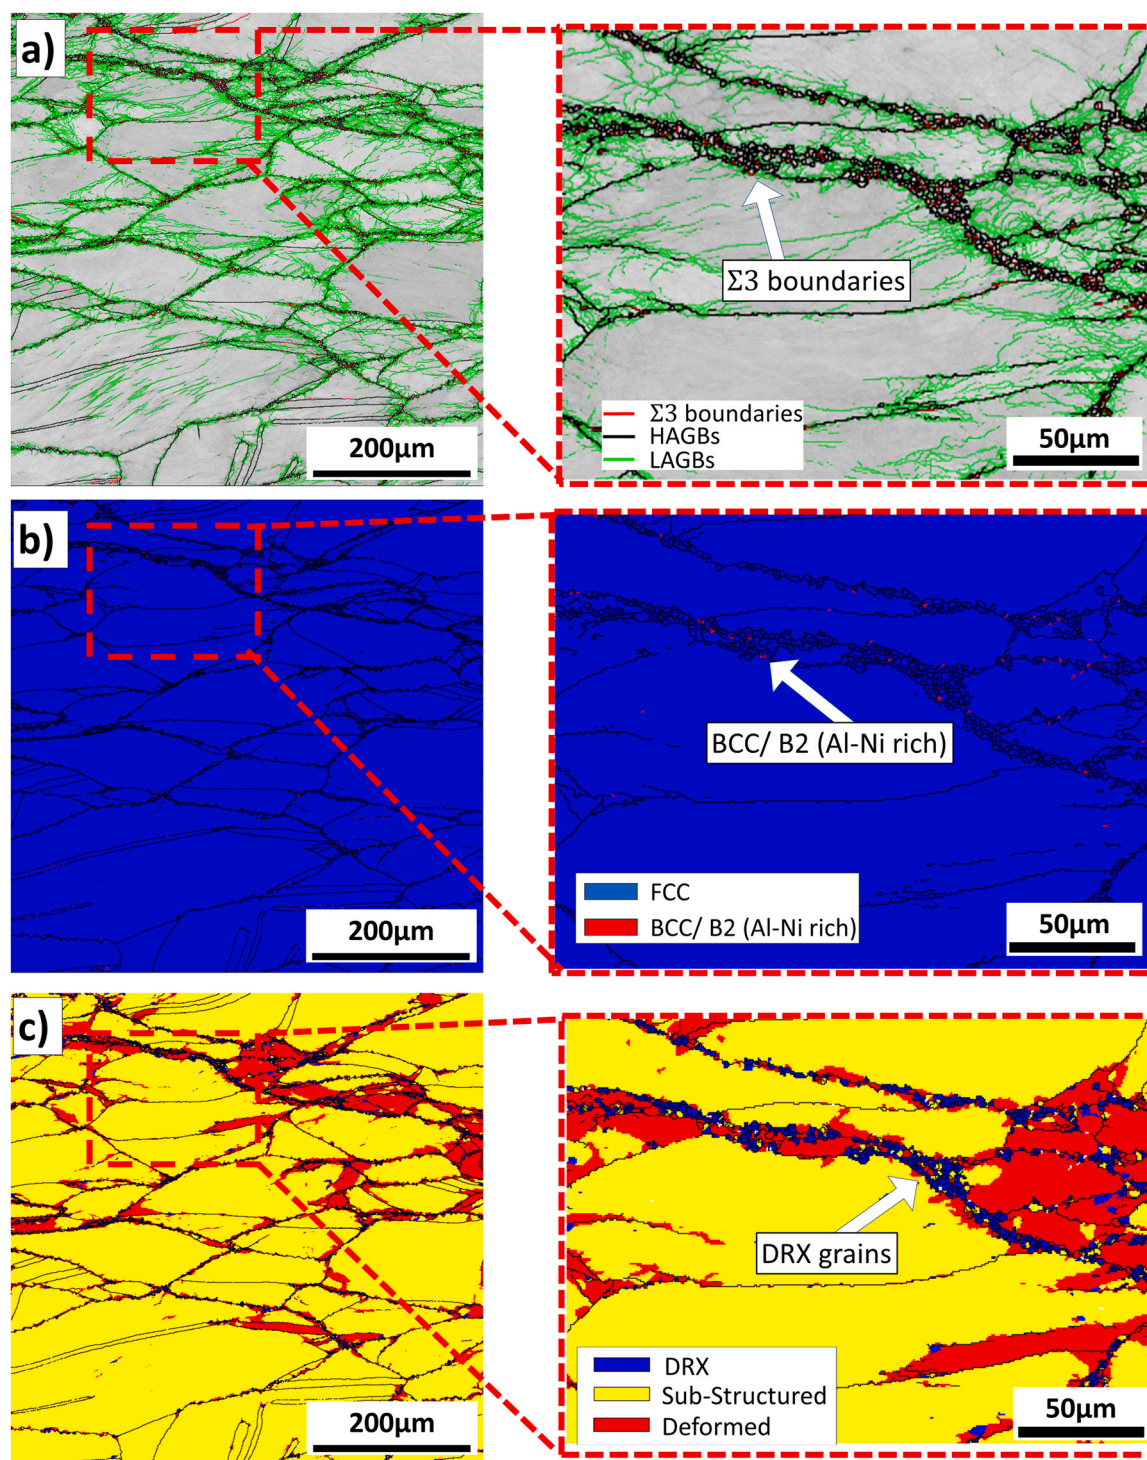 a)
Σ3 boundaries
Σ3 boundaries
HAGBs
LAGBs
200µm
50µm
b)
BCC/ B2 (Al-Ni rich)
FCC
BCC/ B2 (Al-Ni rich)
200µm
50µm
c)
DRX grains
DRX
Sub-Structured
Deformed
200µm
50µm